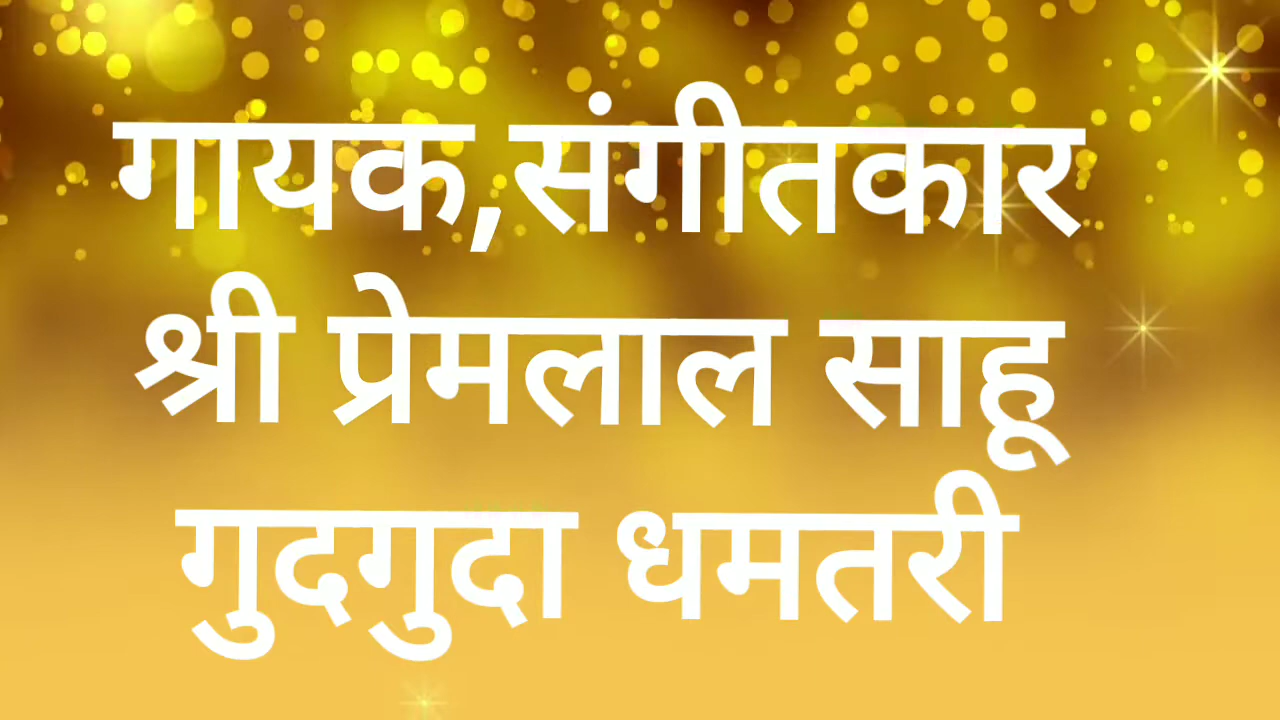 गायक,संगीतकार
श्री प्रेमलाल साहू
गुदगुदा धमतरी